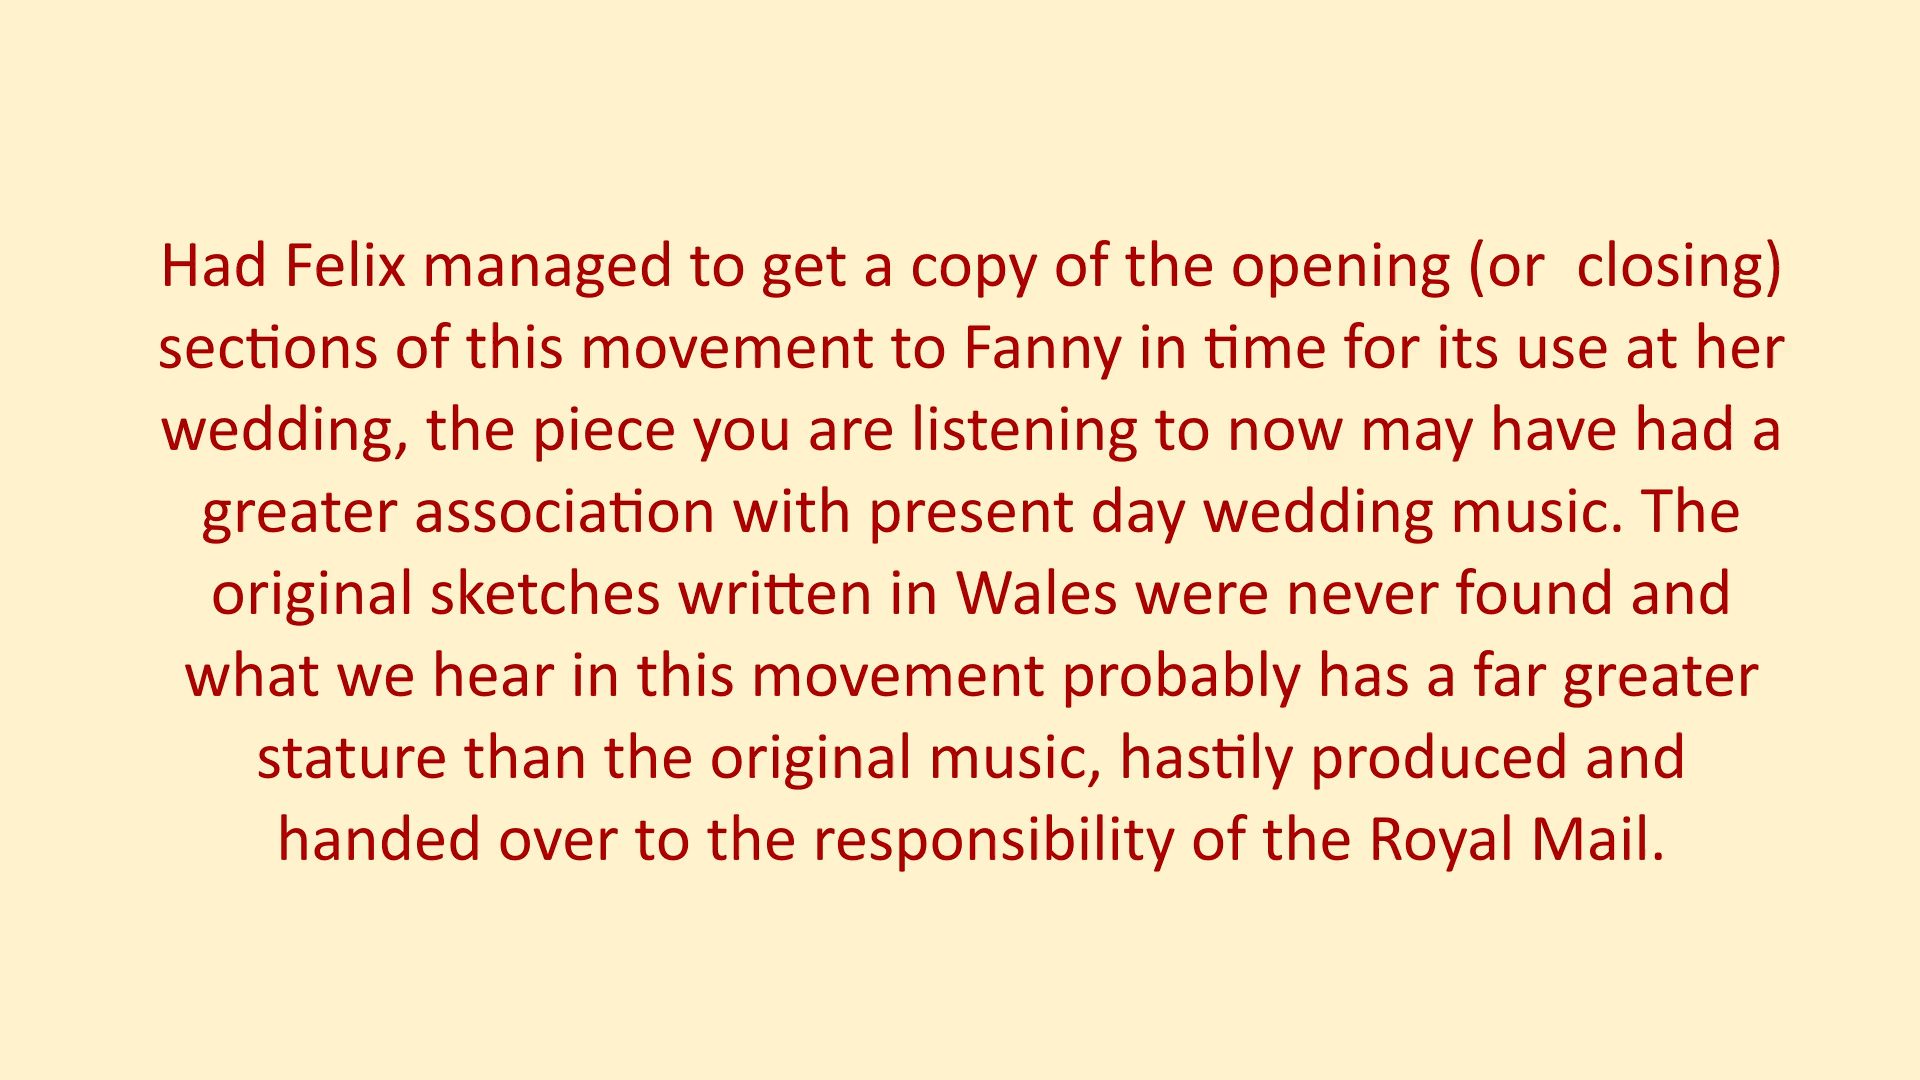 Had Felix managed to get a copy of the opening (or  closing)
sections of this movement to Fanny in time for its use at her
wedding, the piece you are listening to now may have had a
greater association with present day wedding music. The
original sketches written in Wales were never found and
what we hear in this movement probably has a far greater
stature than the original music, hastily produced and
handed over to the responsibility of the Royal Mail.